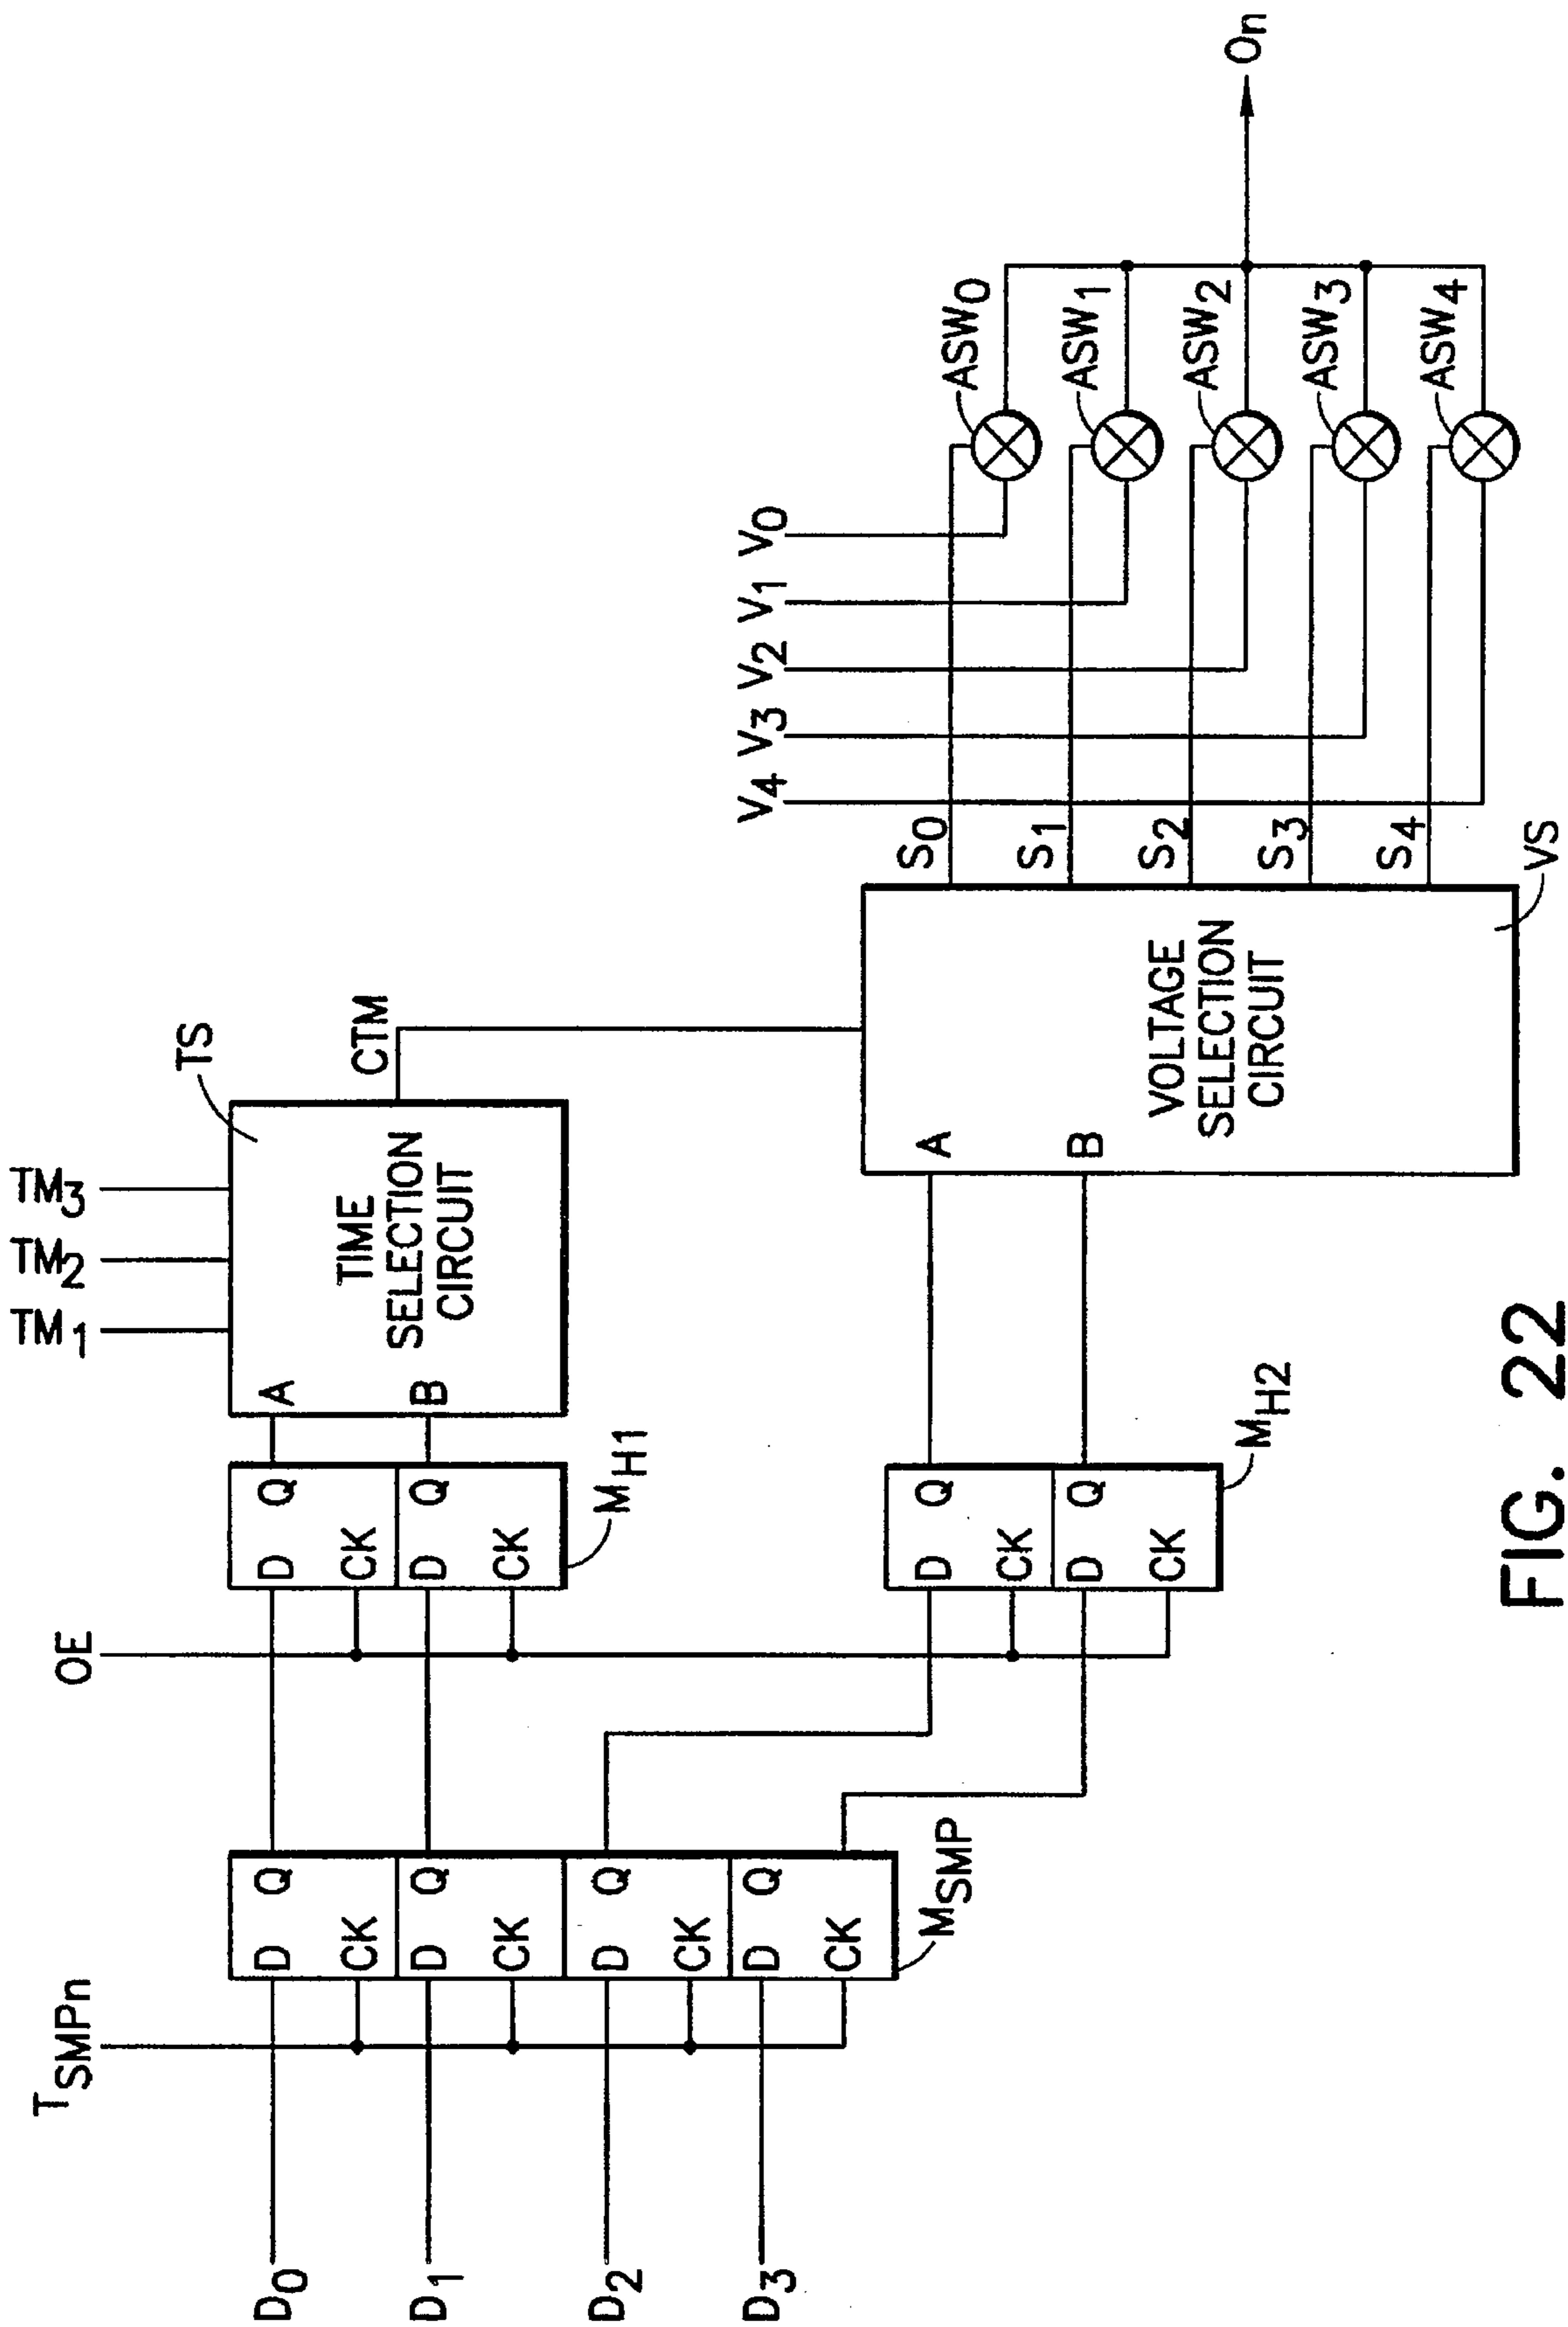 TSMPn
OE
TM1 TM2 TM3
TS
D0
D1
D2
D3
D Q
CK
D Q
CK
D Q
CK
D Q
CK
MSMP
D Q
CK
D Q
CK
MH1
A
B
TIME
SELECTION
CIRCUIT
CTM
D Q
CK
D Q
CK
MH2
A
B
VOLTAGE
SELECTION
CIRCUIT
VS
V4 V3 V2 V1 V0
S0
S1
S2
S3
S4
ASW0
ASW1
ASW2
ASW3
ASW4
On
FIG. 22